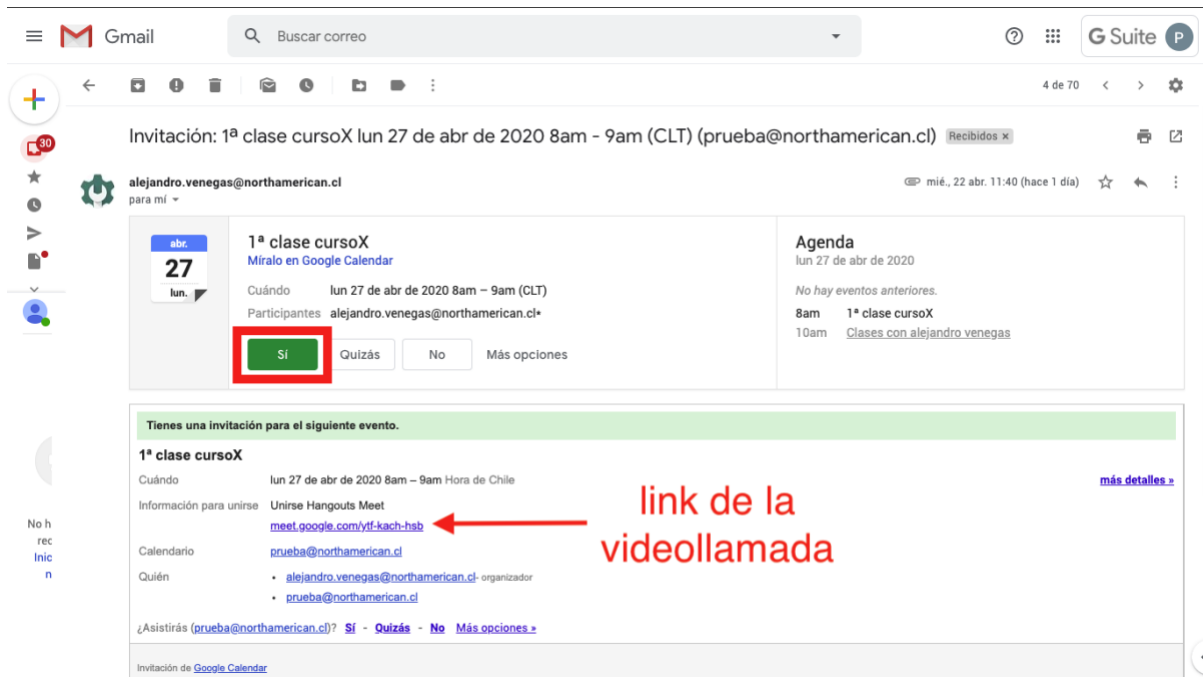 Gmail
Buscar correo
G Suite P
4 de 70
30
Invitación: 1ª clase cursoX lun 27 de abr de 2020 8am - 9am (CLT) (prueba@northamerican.cl) Recibidos ×
alejandro.venegas@northamerican.cl
mié., 22 abr. 11:40 (hace 1 día)
para mí
abr.
27
lun.
1ª clase cursoX
Míralo en Google Calendar
Cuándo lun 27 de abr de 2020 8am – 9am (CLT)
Participantes alejandro.venegas@northamerican.cl*
Sí Quizás No Más opciones
Agenda
lun 27 de abr de 2020
No hay eventos anteriores.
8am 1ª clase cursoX
10am Clases con alejandro venegas
Tienes una invitación para el siguiente evento.
1ª clase cursoX
Cuándo lun 27 de abr de 2020 8am – 9am Hora de Chile
más detalles »
Información para unirse Unirse Hangouts Meet
meet.google.com/ytf-kach-hsb
link de la
videollamada
Calendario prueba@northamerican.cl
Quién • alejandro.venegas@northamerican.cl- organizador
• prueba@northamerican.cl
¿Asistirás (prueba@northamerican.cl)? Sí - Quizás - No Más opciones »
Invitación de Google Calendar
No h
rec
Inic
n